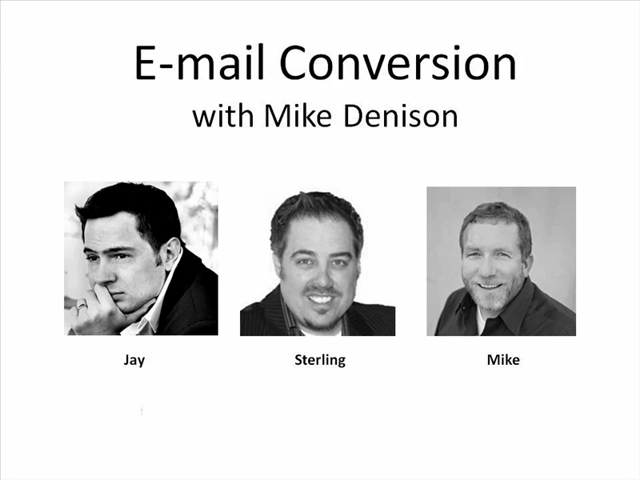 E-mail Conversion
with Mike Denison
Jay
Sterling
Mike